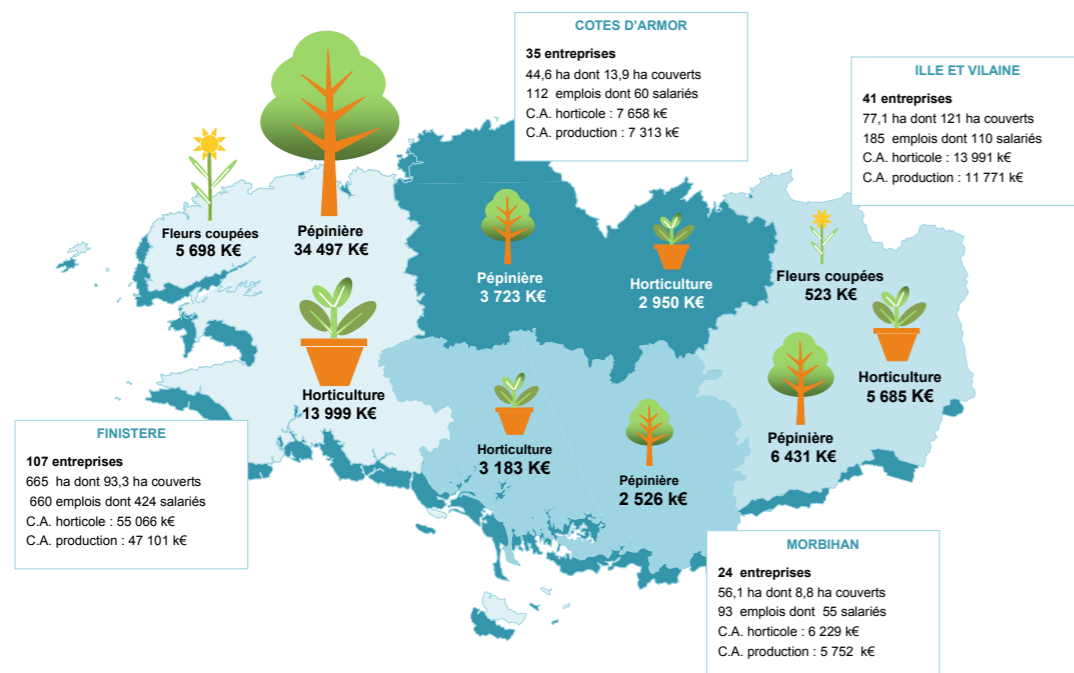 COTES D'ARMOR
35 entreprises
44,6 ha dont 13,9 ha couverts
112 emplois dont 60 salariés
C.A. horticole : 7 658 k€
C.A. production : 7 313 k€
ILLE ET VILAINE
41 entreprises
77,1 ha dont 121 ha couverts
185 emplois dont 110 salariés
C.A. horticole : 13 991 k€
C.A. production : 11 771 k€
Fleurs coupées
5 698 K€
Pépinière
34 497 K€
Pépinière
3 723 K€
Horticulture
2 950 K€
Fleurs coupées
523 K€
Horticulture
13 999 K€
Horticulture
5 685 K€
Pépinière
6 431 K€
Horticulture
3 183 K€
Pépinière
2 526 k€
FINISTERE
107 entreprises
665 ha dont 93,3 ha couverts
660 emplois dont 424 salariés
C.A. horticole : 55 066 k€
C.A. production : 47 101 k€
MORBIHAN
24 entreprises
56,1 ha dont 8,8 ha couverts
93 emplois dont 55 salariés
C.A. horticole : 6 229 k€
C.A. production : 5 752 k€